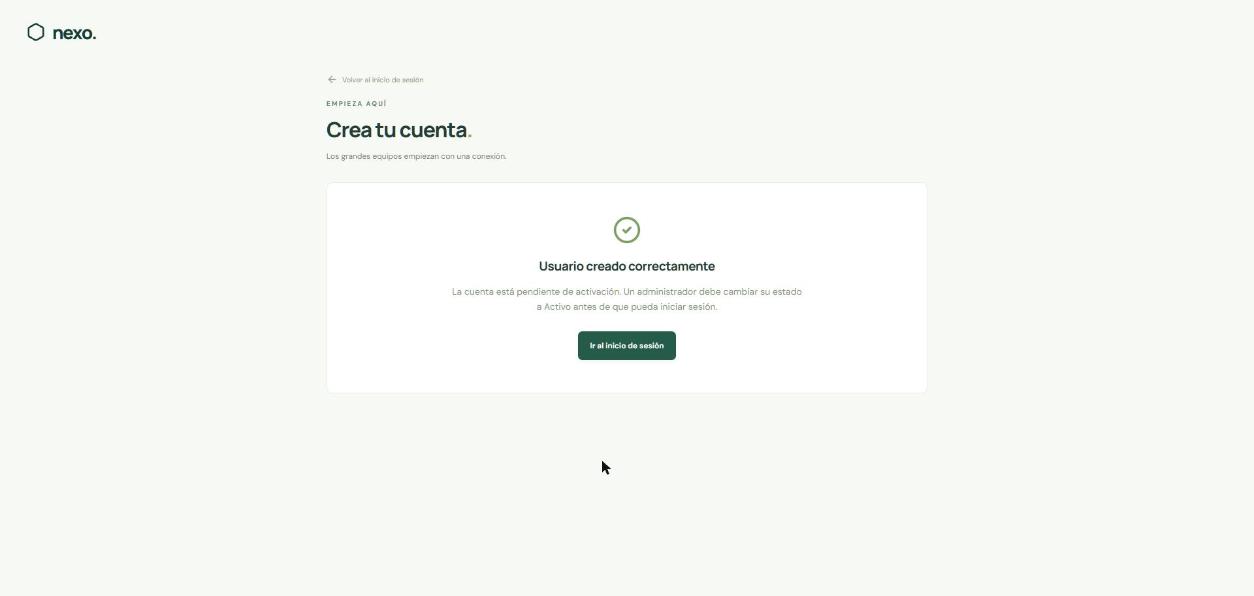 nexo.
Volver al inicio de sesión
EMPIEZA AQUÍ
Crea tu cuenta.
Los grandes equipos empiezan con una conexión.
Usuario creado correctamente
La cuenta está pendiente de activación. Un administrador debe cambiar su estado
a Activo antes de que pueda iniciar sesión.
Ir al inicio de sesión